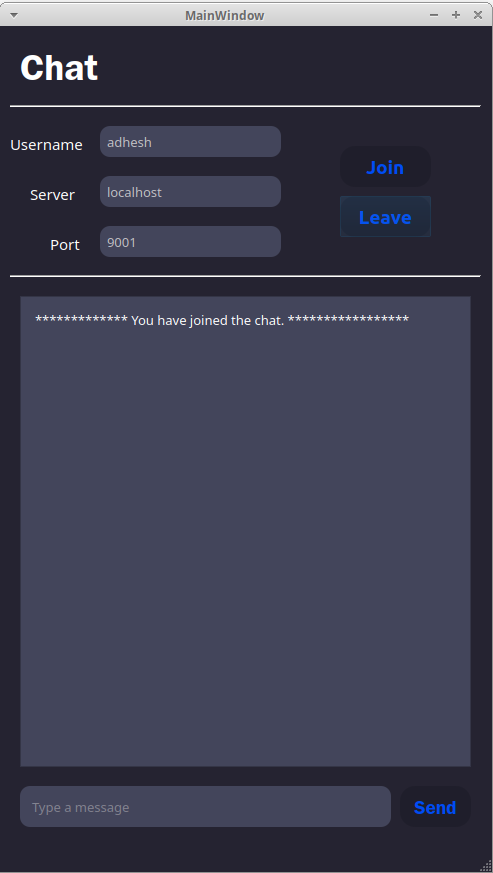 MainWindow
Chat
Username adhesh
Join
Server localhost
Leave
Port 9001
************* You have joined the chat. *****************
Type a message
Send